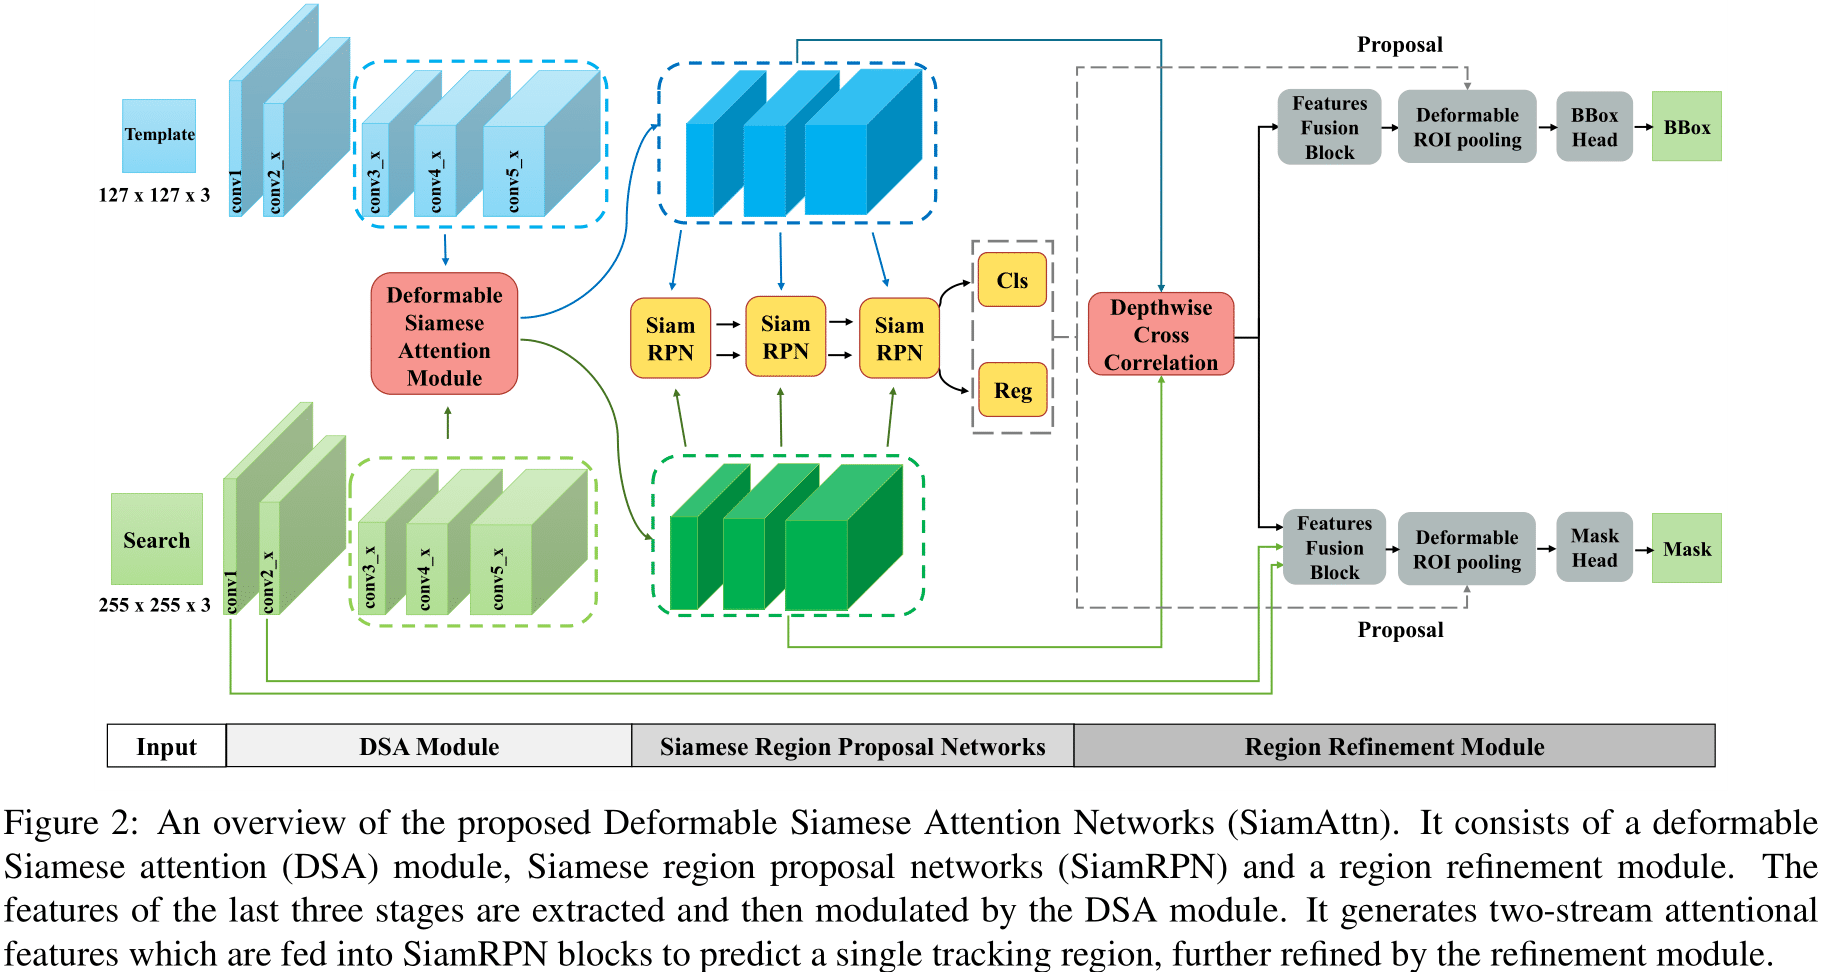 Proposal
Template
127 x 127 x 3
conv1
conv2_x
conv3_x
conv4_x
conv5_x
Features
Fusion
Block
Deformable
ROI pooling
BBox
Head
BBox
Deformable
Siamese
Attention
Module
Siam
RPN
Siam
RPN
Siam
RPN
Cls
Reg
Depthwise
Cross
Correlation
Search
255 x 255 x 3
conv1
conv2_x
conv3_x
conv4_x
conv5_x
Features
Fusion
Block
Deformable
ROI pooling
Mask
Head
Mask
Proposal
Input
DSA Module
Siamese Region Proposal Networks
Region Refinement Module
Figure 2: An overview of the proposed Deformable Siamese Attention Networks (SiamAttn). It consists of a deformable
Siamese attention (DSA) module, Siamese region proposal networks (SiamRPN) and a region refinement module. The
features of the last three stages are extracted and then modulated by the DSA module. It generates two-stream attentional
features which are fed into SiamRPN blocks to predict a single tracking region, further refined by the refinement module.